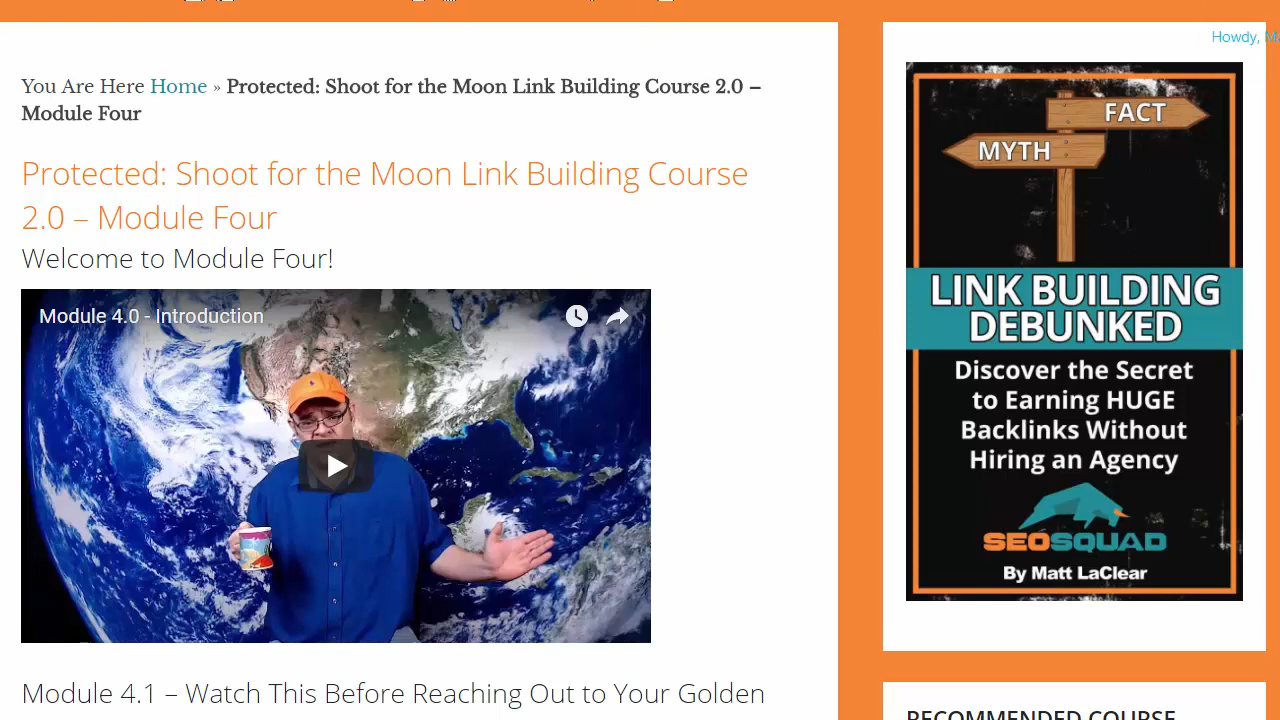 You Are Here Home » Protected: Shoot for the Moon Link Building Course 2.0 –
Module Four
Protected: Shoot for the Moon Link Building Course
2.0 – Module Four
Welcome to Module Four!
Module 4.0 - Introduction
Module 4.1 – Watch This Before Reaching Out to Your Golden
Howdy,
FACT
MYTH
LINK BUILDING
DEBUNKED
Discover the Secret
to Earning HUGE
Backlinks Without
Hiring an Agency
SEOSQUAD
By Matt LaClear
RECOMMENDED COURSE